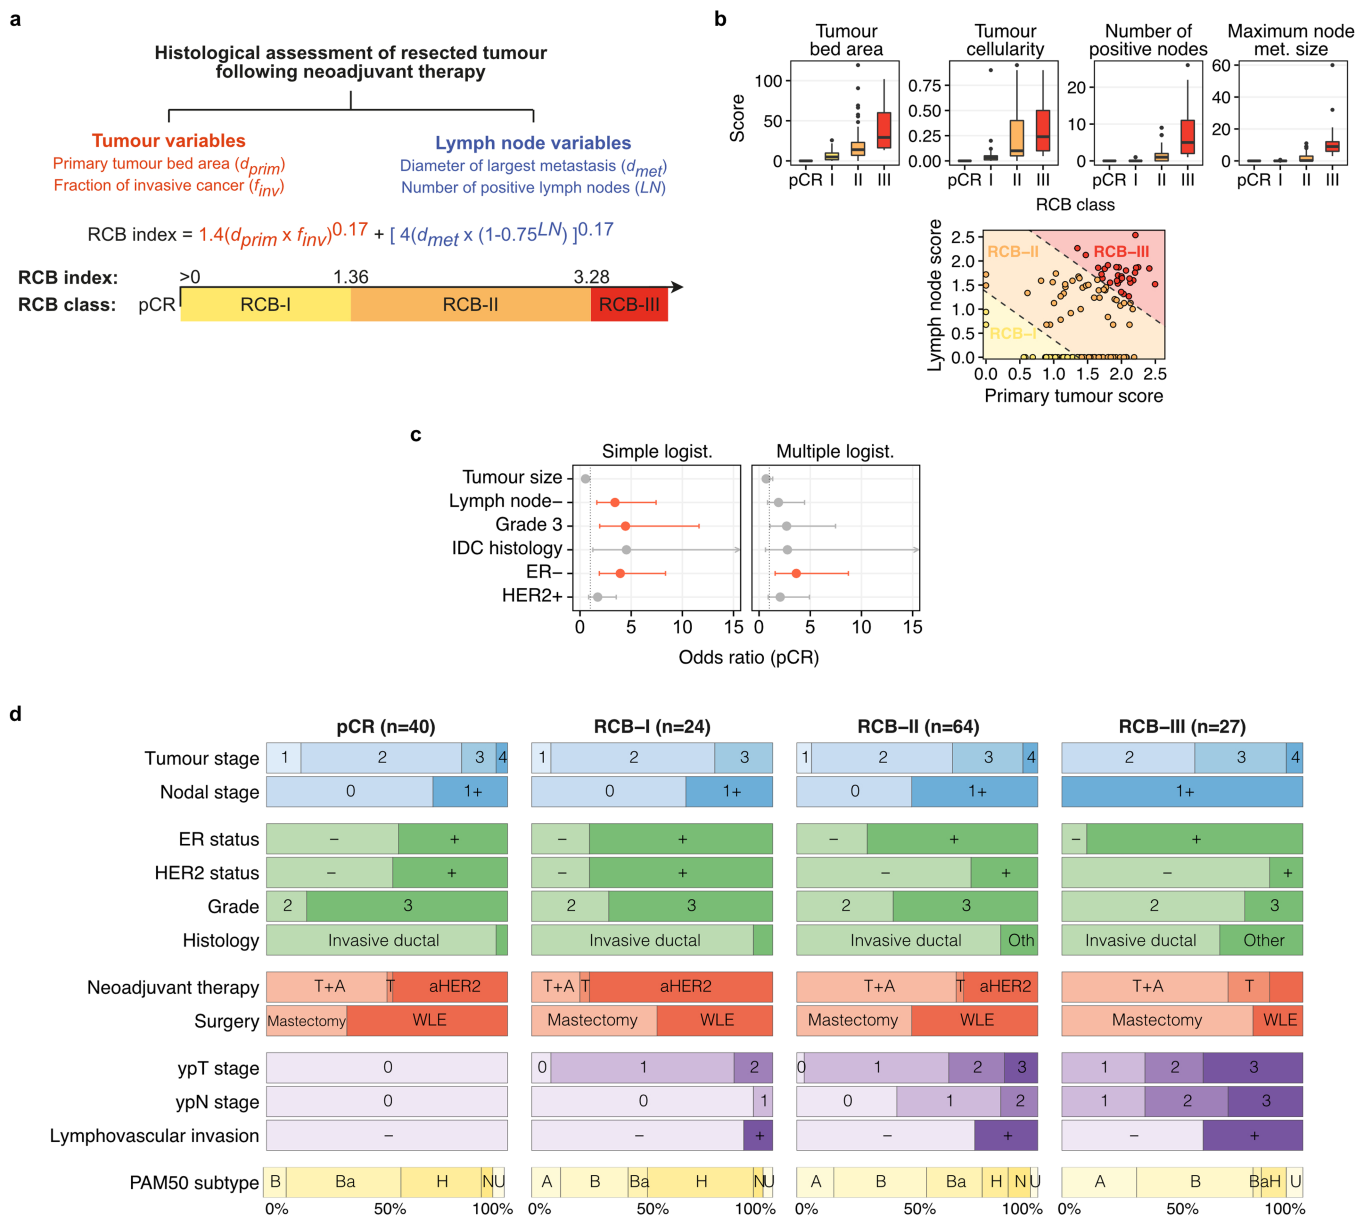 a
Histological assessment of resected tumour
following neoadjuvant therapy
Tumour variables
Primary tumour bed area (dprim)
Fraction of invasive cancer (finv)
Lymph node variables
Diameter of largest metastasis (dmet)
Number of positive lymph nodes (LN)
RCB index = 1.4(dprim x finv)0.17 + [ 4(dmet x (1-0.75LN) ]0.17
RCB index: >0 1.36 3.28
RCB class: pCR RCB-I RCB-II RCB-III
b
Tumour
bed area
Tumour
cellularity
Number of
positive nodes
Maximum node
met. size
Score
100
50
0
0.75
0.50
0.25
0.00
20
10
0
60
40
20
0
pCR I II III
pCR I II III
pCR I II III
pCR I II III
RCB class
Lymph node score
2.5
2.0
1.5
1.0
0.5
0.0
RCB–II
RCB–III
RCB–I
0.0 0.5 1.0 1.5 2.0 2.5
Primary tumour score
c
Simple logist.
Multiple logist.
Tumour size
Lymph node–
Grade 3
IDC histology
ER–
HER2+
0 5 10 15
0 5 10 15
Odds ratio (pCR)
d
pCR (n=40) RCB–I (n=24) RCB–II (n=64) RCB–III (n=27)
Tumour stage 1 2 3 4 1 2 3 1 2 3 4 2 3 4
Nodal stage 0 1+ 0 1+ 0 1+ 1+
ER status – + – + – + – +
HER2 status – + – + – + – +
Grade 2 3 2 3 2 3 2 3
Histology Invasive ductal Invasive ductal Invasive ductal Oth Invasive ductal Other
Neoadjuvant therapy T+A T aHER2 T+A T aHER2 T+A T aHER2 T+A T
Surgery Mastectomy WLE Mastectomy WLE Mastectomy WLE Mastectomy WLE
ypT stage 0 0 1 2 0 1 2 3 1 2 3
ypN stage 0 0 1 0 1 2 1 2 3
Lymphovascular invasion – – + – + – +
PAM50 subtype B Ba H N U A B Ba H N U A B Ba H N U A B Ba H U
0% 50% 100% 0% 50% 100% 0% 50% 100% 0% 50% 100%